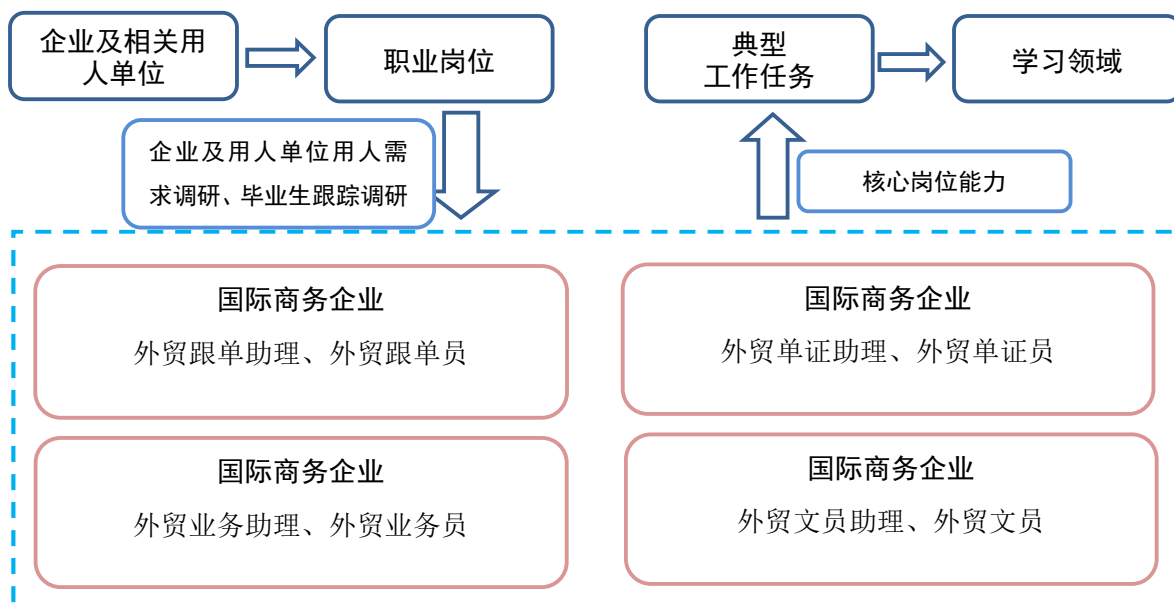 企业及相关用
人单位
职业岗位
典型
工作任务
学习领域
企业及用人单位用人需
求调研、毕业生跟踪调研
核心岗位能力
国际商务企业
外贸跟单助理、外贸跟单员
国际商务企业
外贸单证助理、外贸单证员
国际商务企业
外贸业务助理、外贸业务员
国际商务企业
外贸文员助理、外贸文员